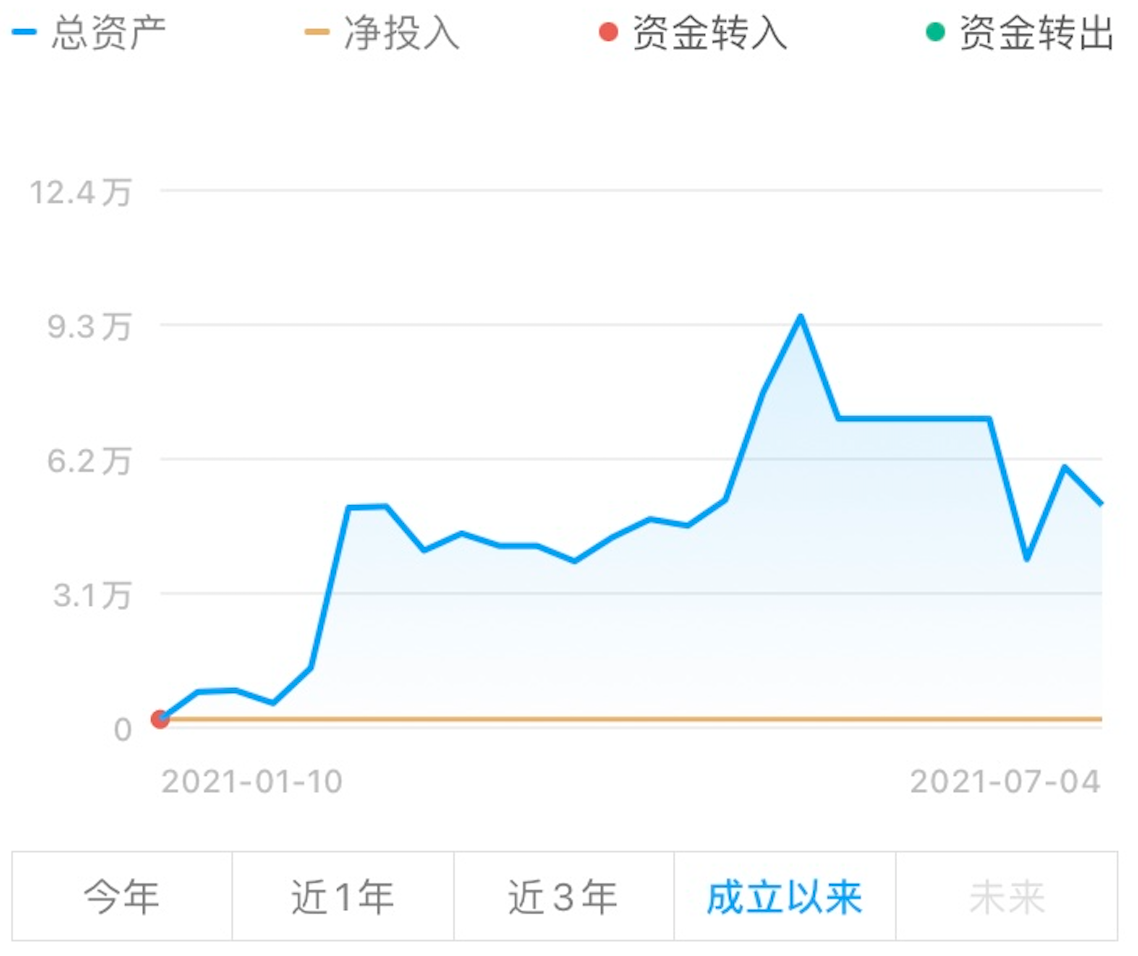 总资产 净投入 资金转入 资金转出
12.4万
9.3万
6.2万
3.1万
0
2021-01-10 2021-07-04
今年 近1年 近3年 成立以来 未来